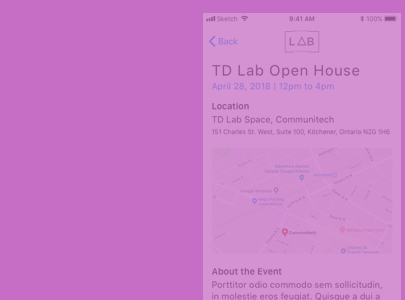 Sketch 9:41 AM 100%
Back LAB
TD Lab Open House
April 28, 2018 | 12pm to 4pm
Location
TD Lab Space, Communitech
151 Charles St. West, Suite 100, Kitchener, Ontario N2G 1H6
Communitech
About the Event
Porttitor odio commodo sem sollicitudin,
in molestie eros feugiat. Quisque a dui a